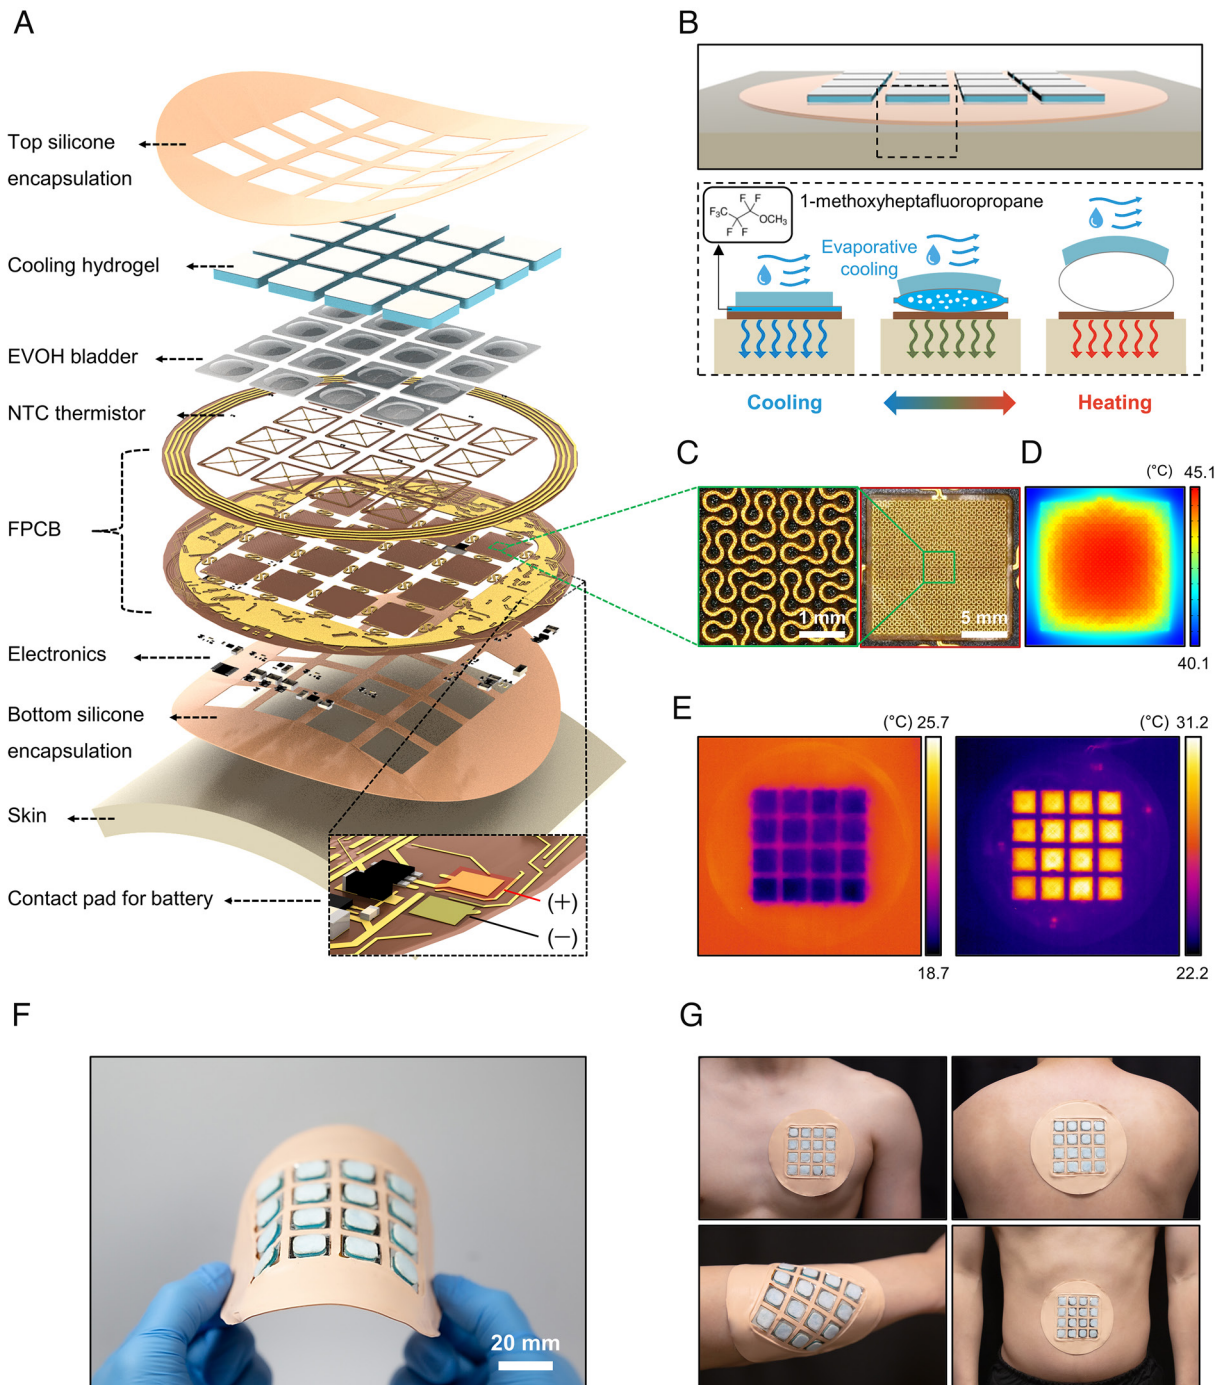 A
Top silicone
encapsulation
Cooling hydrogel
EVOH bladder
NTC thermistor
FPCB
Electronics
Bottom silicone
encapsulation
Skin
Contact pad for battery
(+)
(−)
B
1-methoxyheptafluoropropane
F F
F₃C OCH₃
F F
Evaporative
cooling
Cooling
Heating
C
1 mm
5 mm
D
(°C) 45.1
40.1
E
(°C) 25.7
18.7
(°C) 31.2
22.2
F
20 mm
G